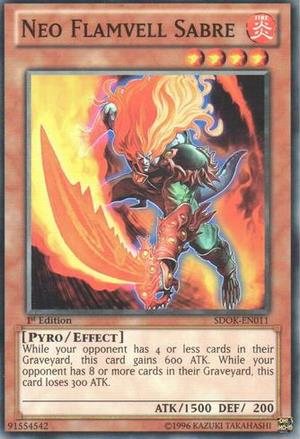 NEO FLAMVELL SABRE
FIRE
炎
1st Edition
SDOK-EN011
[Pyro/Effect]
While your opponent has 4 or less cards in their
Graveyard, this card gains 600 ATK. While your
opponent has 8 or more cards in their Graveyard, this
card loses 300 ATK.
ATK/1500 DEF/ 200
91554542
©1996 KAZUKI TAKAHASHI